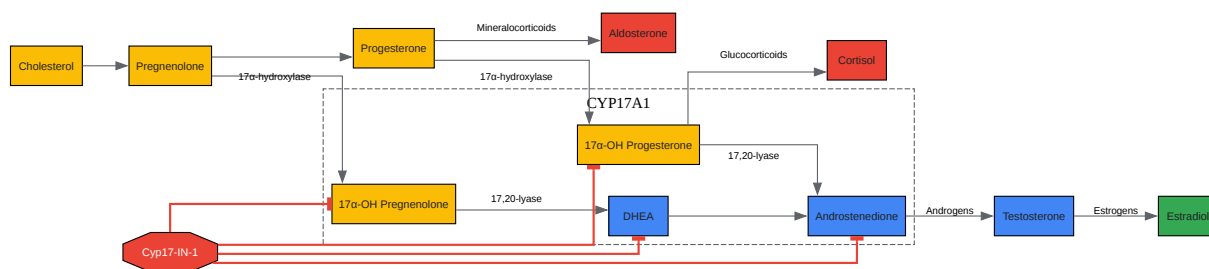 Mineralocorticoids
Aldosterone
Progesterone
Cholesterol
Pregnenolone
Glucocorticoids
Cortisol
17α-hydroxylase
17α-hydroxylase
CYP17A1
17α-OH Progesterone
17,20-lyase
17α-OH Pregnenolone
17,20-lyase
DHEA
Androstenedione
Androgens
Testosterone
Estrogens
Estradiol
Cyp17-IN-1